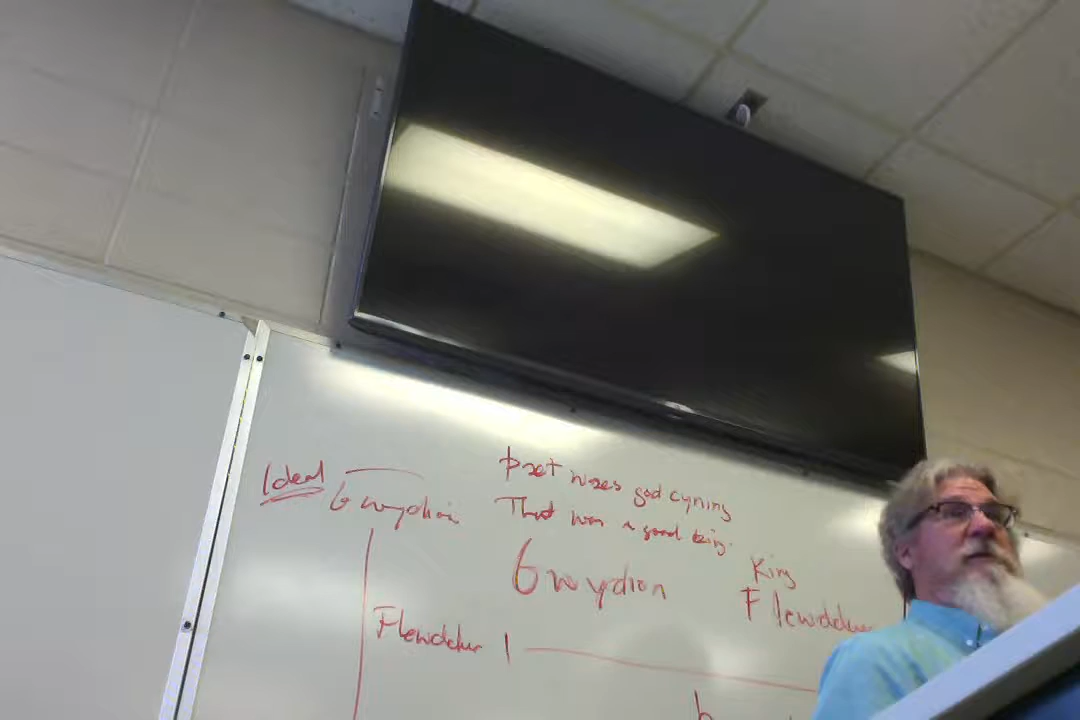 Ideal
Gwydion
þæt wæs god cyning
That was a good king.
Gwydion
King
Flewddur
Flewddur